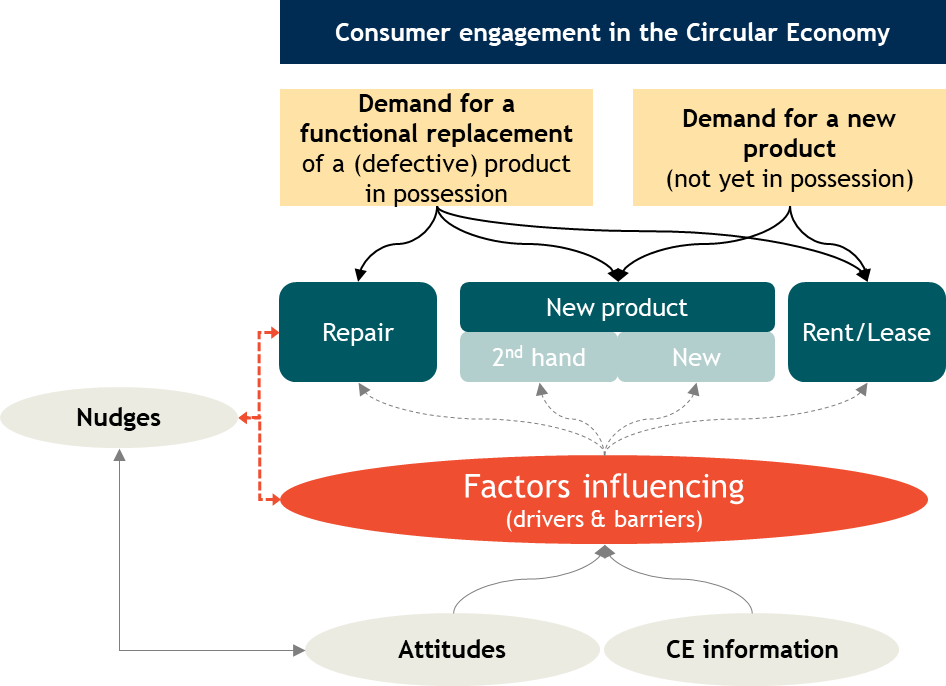 Consumer engagement in the Circular Economy
Demand for a
functional replacement
of a (defective) product
in possession
Demand for a new
product
(not yet in possession)
Repair
New product
2nd hand
New
Rent/Lease
Nudges
Factors influencing
(drivers & barriers)
Attitudes
CE information